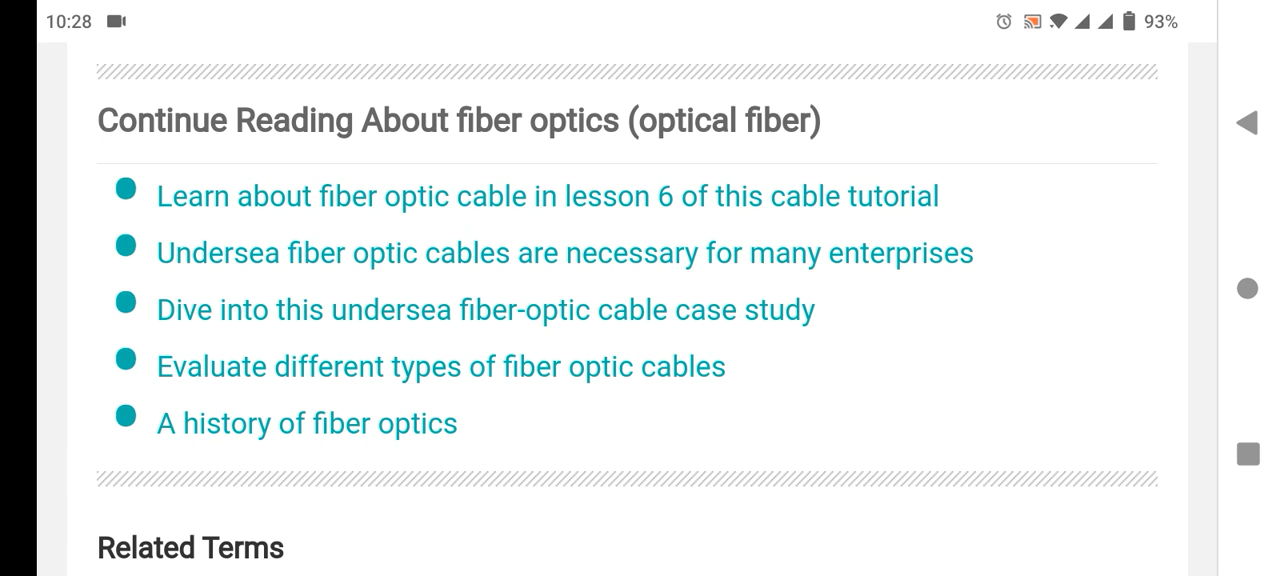 10:28
93%
Continue Reading About fiber optics (optical fiber)
Learn about fiber optic cable in lesson 6 of this cable tutorial
Undersea fiber optic cables are necessary for many enterprises
Dive into this undersea fiber-optic cable case study
Evaluate different types of fiber optic cables
A history of fiber optics
Related Terms